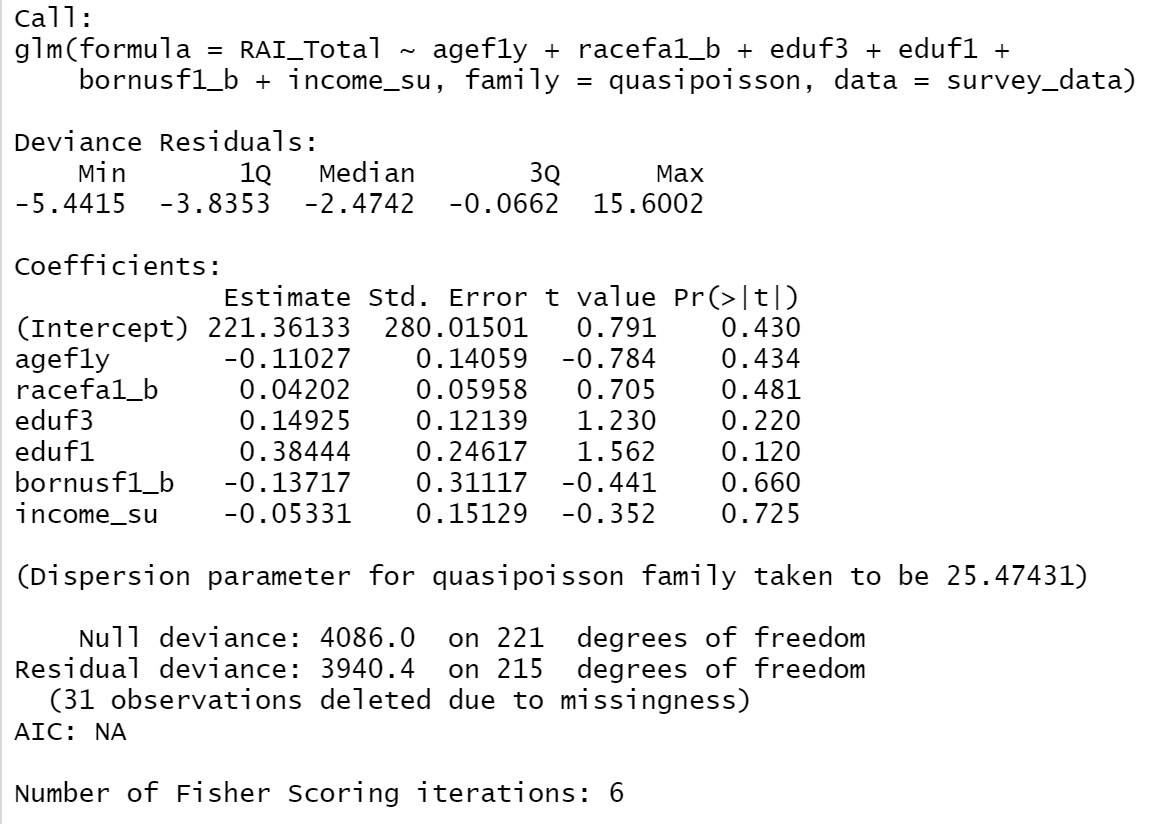 Call:
glm(formula = RAI_Total ~ agef1y + racefa1_b + eduf3 + eduf1 +
    bornusf1_b + income_su, family = quasipoisson, data = survey_data)
Deviance Residuals:
    Min       1Q   Median       3Q      Max
-5.4415  -3.8353  -2.4742  -0.0662  15.6002
Coefficients:
             Estimate Std. Error t value Pr(>|t|)
(Intercept) 221.36133  280.01501   0.791    0.430
agef1y       -0.11027    0.14059  -0.784    0.434
racefa1_b     0.04202    0.05958   0.705    0.481
eduf3         0.14925    0.12139   1.230    0.220
eduf1         0.38444    0.24617   1.562    0.120
bornusf1_b   -0.13717    0.31117  -0.441    0.660
income_su    -0.05331    0.15129  -0.352    0.725
(Dispersion parameter for quasipoisson family taken to be 25.47431)
    Null deviance: 4086.0  on 221  degrees of freedom
Residual deviance: 3940.4  on 215  degrees of freedom
  (31 observations deleted due to missingness)
AIC: NA
Number of Fisher Scoring iterations: 6